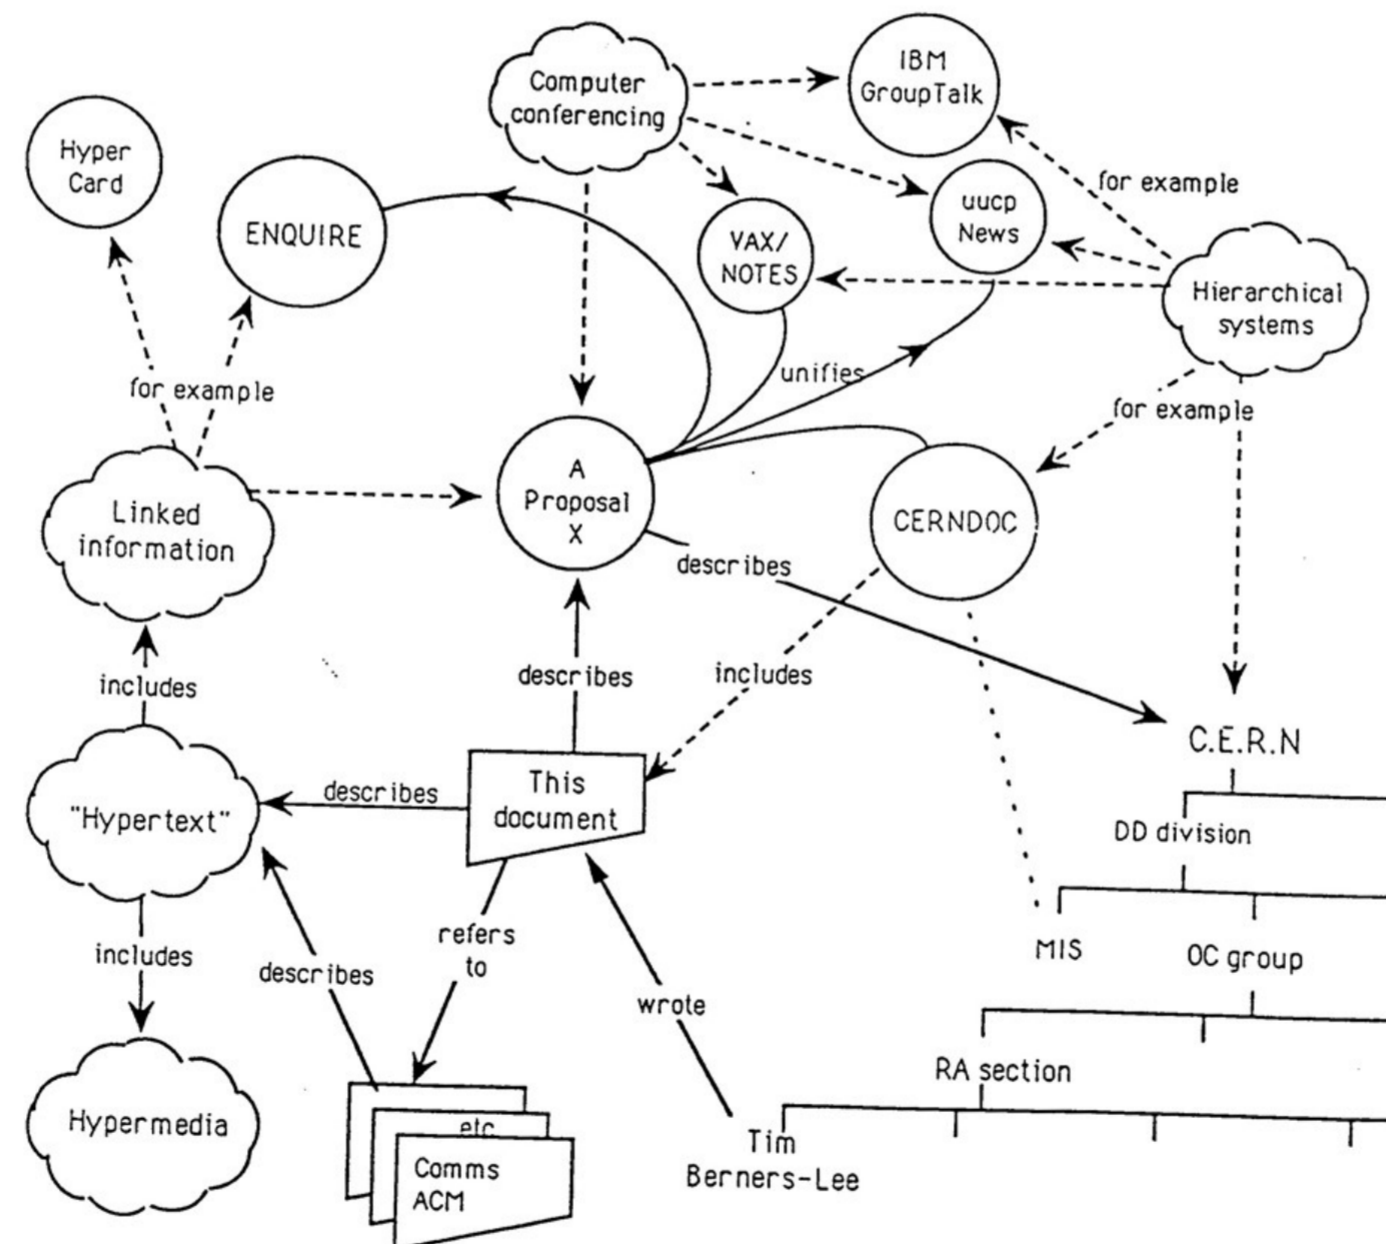 IBM
GroupTalk
Computer
conferencing
Hyper
Card
for example
uucp
News
ENQUIRE
VAX/
NOTES
Hierarchical
systems
unifies
for example
for example
A
Proposal
X
Linked
information
CERNDOC
describes
includes
describes
includes
C.E.R.N
This
document
describes
"Hypertext"
DD division
refers
to
MIS
OC group
includes
describes
wrote
RA section
Hypermedia
etc
Tim
Berners-Lee
Comms
ACM